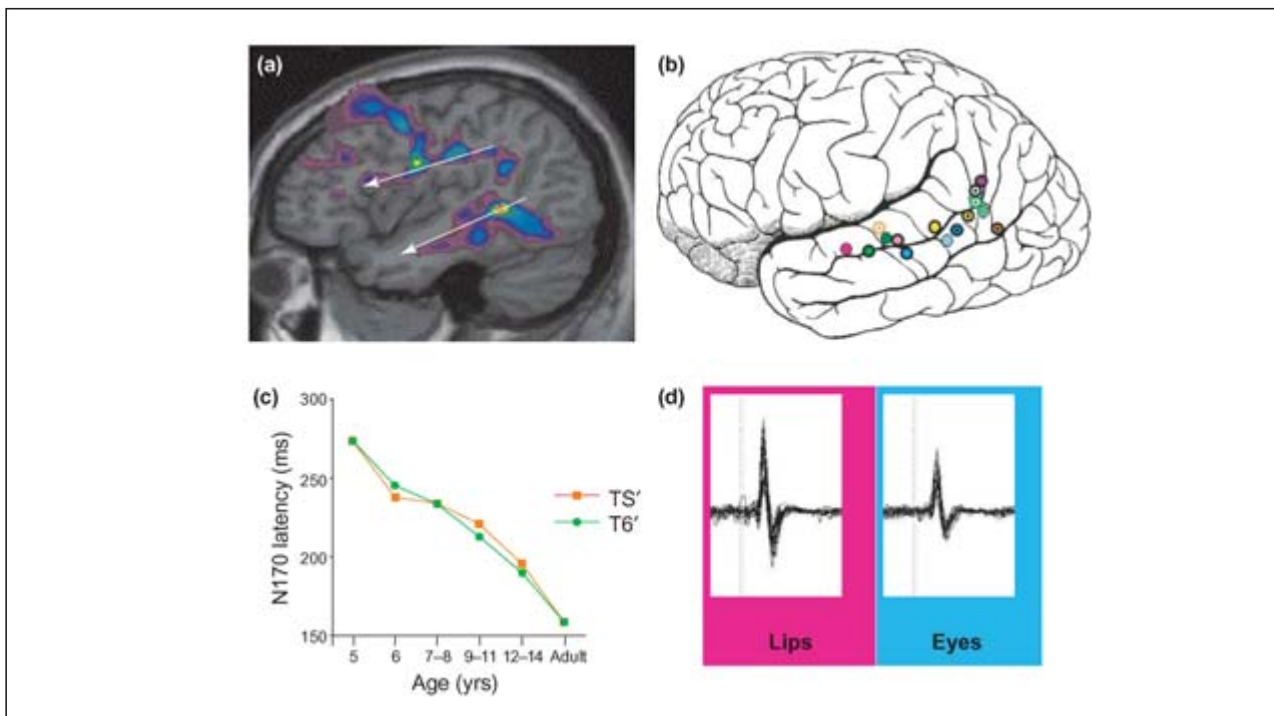 (a)
(b)
(c)
300
250
200
150
N170 latency (ms)
5 6 7–8 9–11 12–14 Adult
Age (yrs)
TS′
T6′
(d)
Lips
Eyes